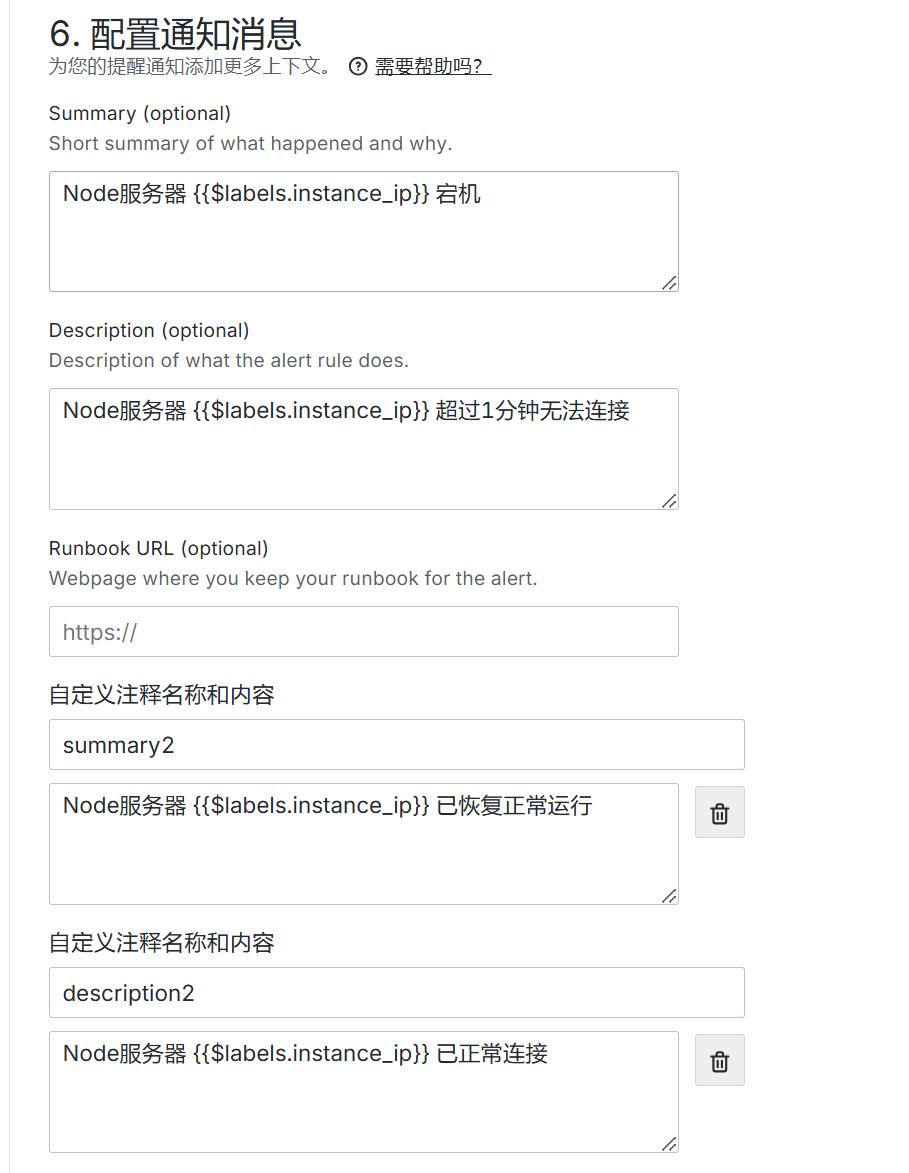 6. 配置通知消息
为您的提醒通知添加更多上下文。 需要帮助吗？
Summary (optional)
Short summary of what happened and why.
Node服务器 {{$labels.instance_ip}} 宕机
Description (optional)
Description of what the alert rule does.
Node服务器 {{$labels.instance_ip}} 超过1分钟无法连接
Runbook URL (optional)
Webpage where you keep your runbook for the alert.
https://
自定义注释名称和内容
summary2
Node服务器 {{$labels.instance_ip}} 已恢复正常运行
自定义注释名称和内容
description2
Node服务器 {{$labels.instance_ip}} 已正常连接